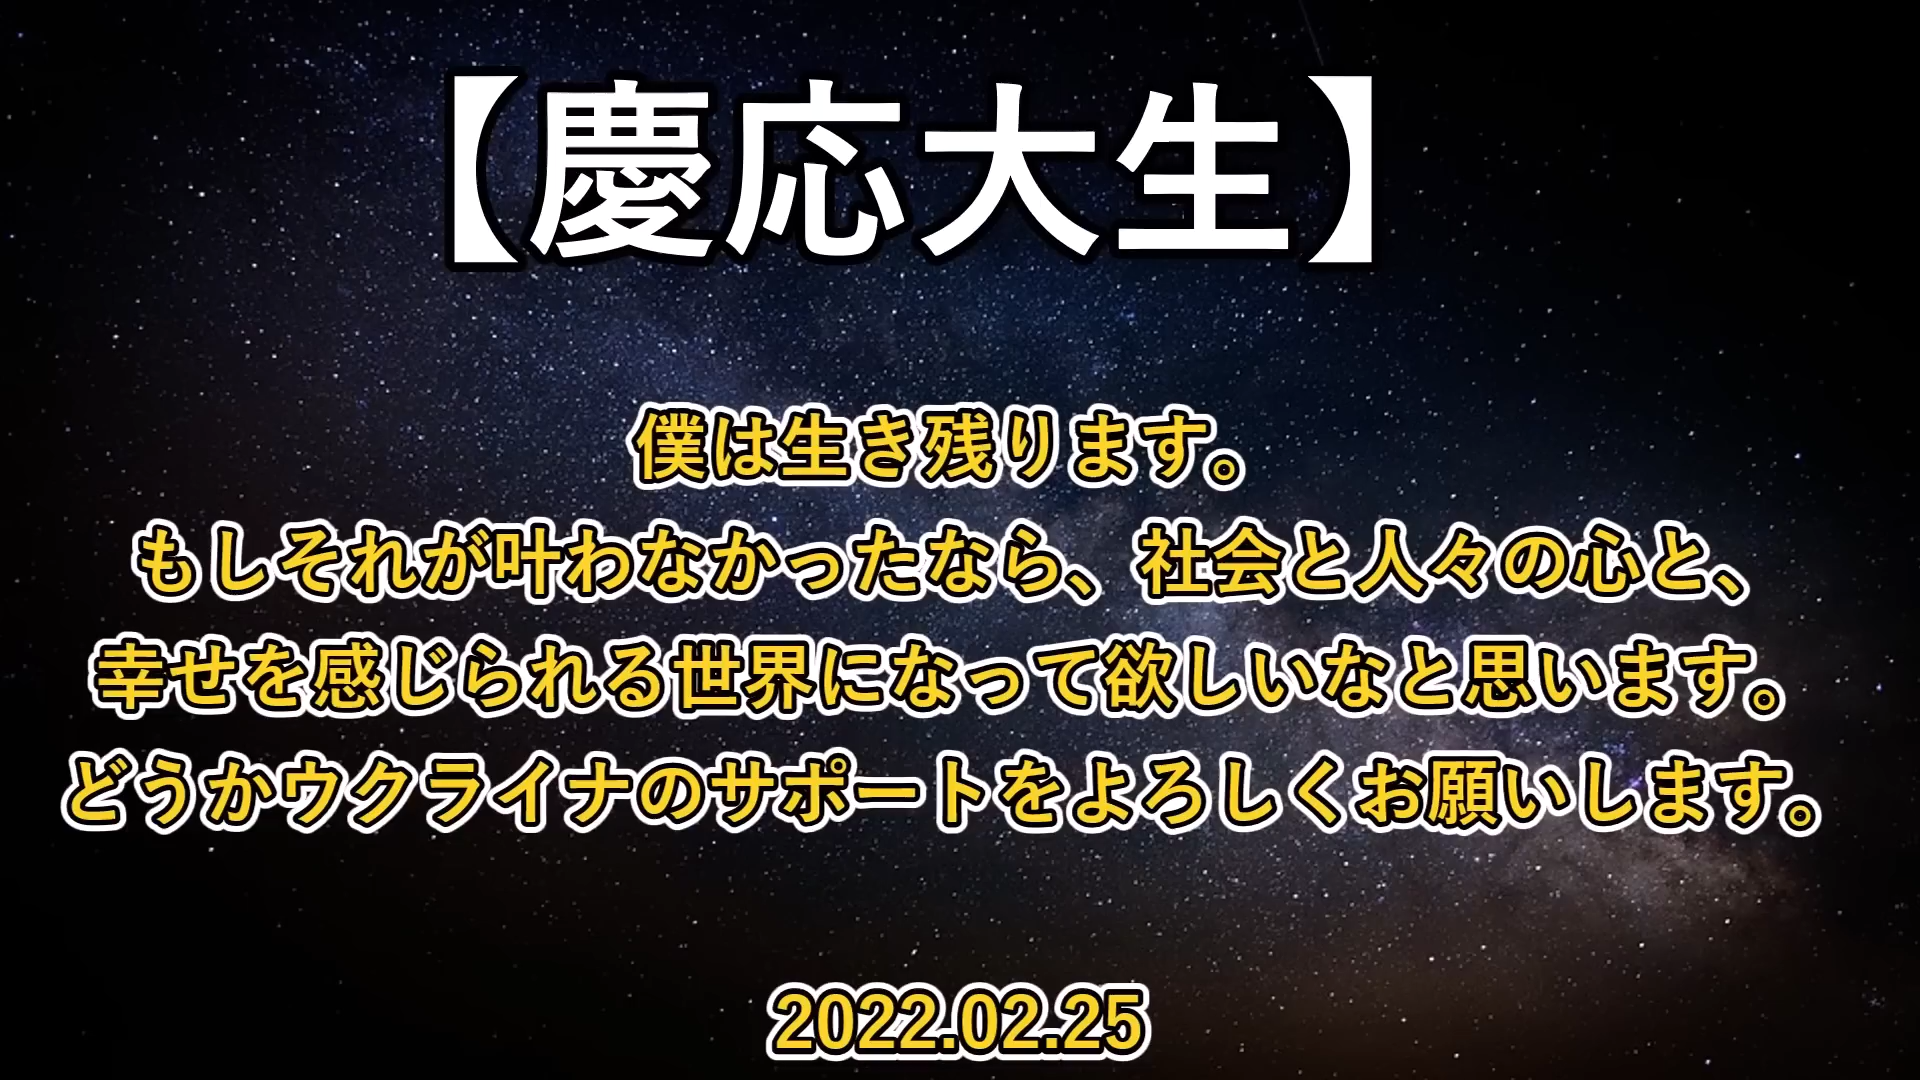 【慶応大生】
僕は生き残ります。
もしそれが叶わなかったなら、社会と人々の心と、
幸せを感じられる世界になって欲しいなと思います。
どうかウクライナのサポートをよろしくお願いします。
2022.02.25